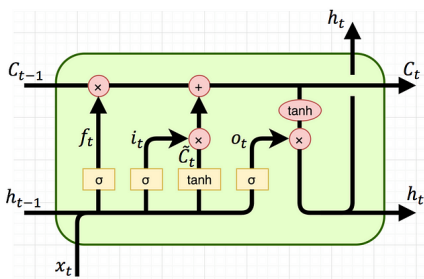 h_t
C_{t-1} × + C_t
tanh
f_t i_t × C̃_t o_t ×
σ σ tanh σ
h_{t-1} h_t
x_t